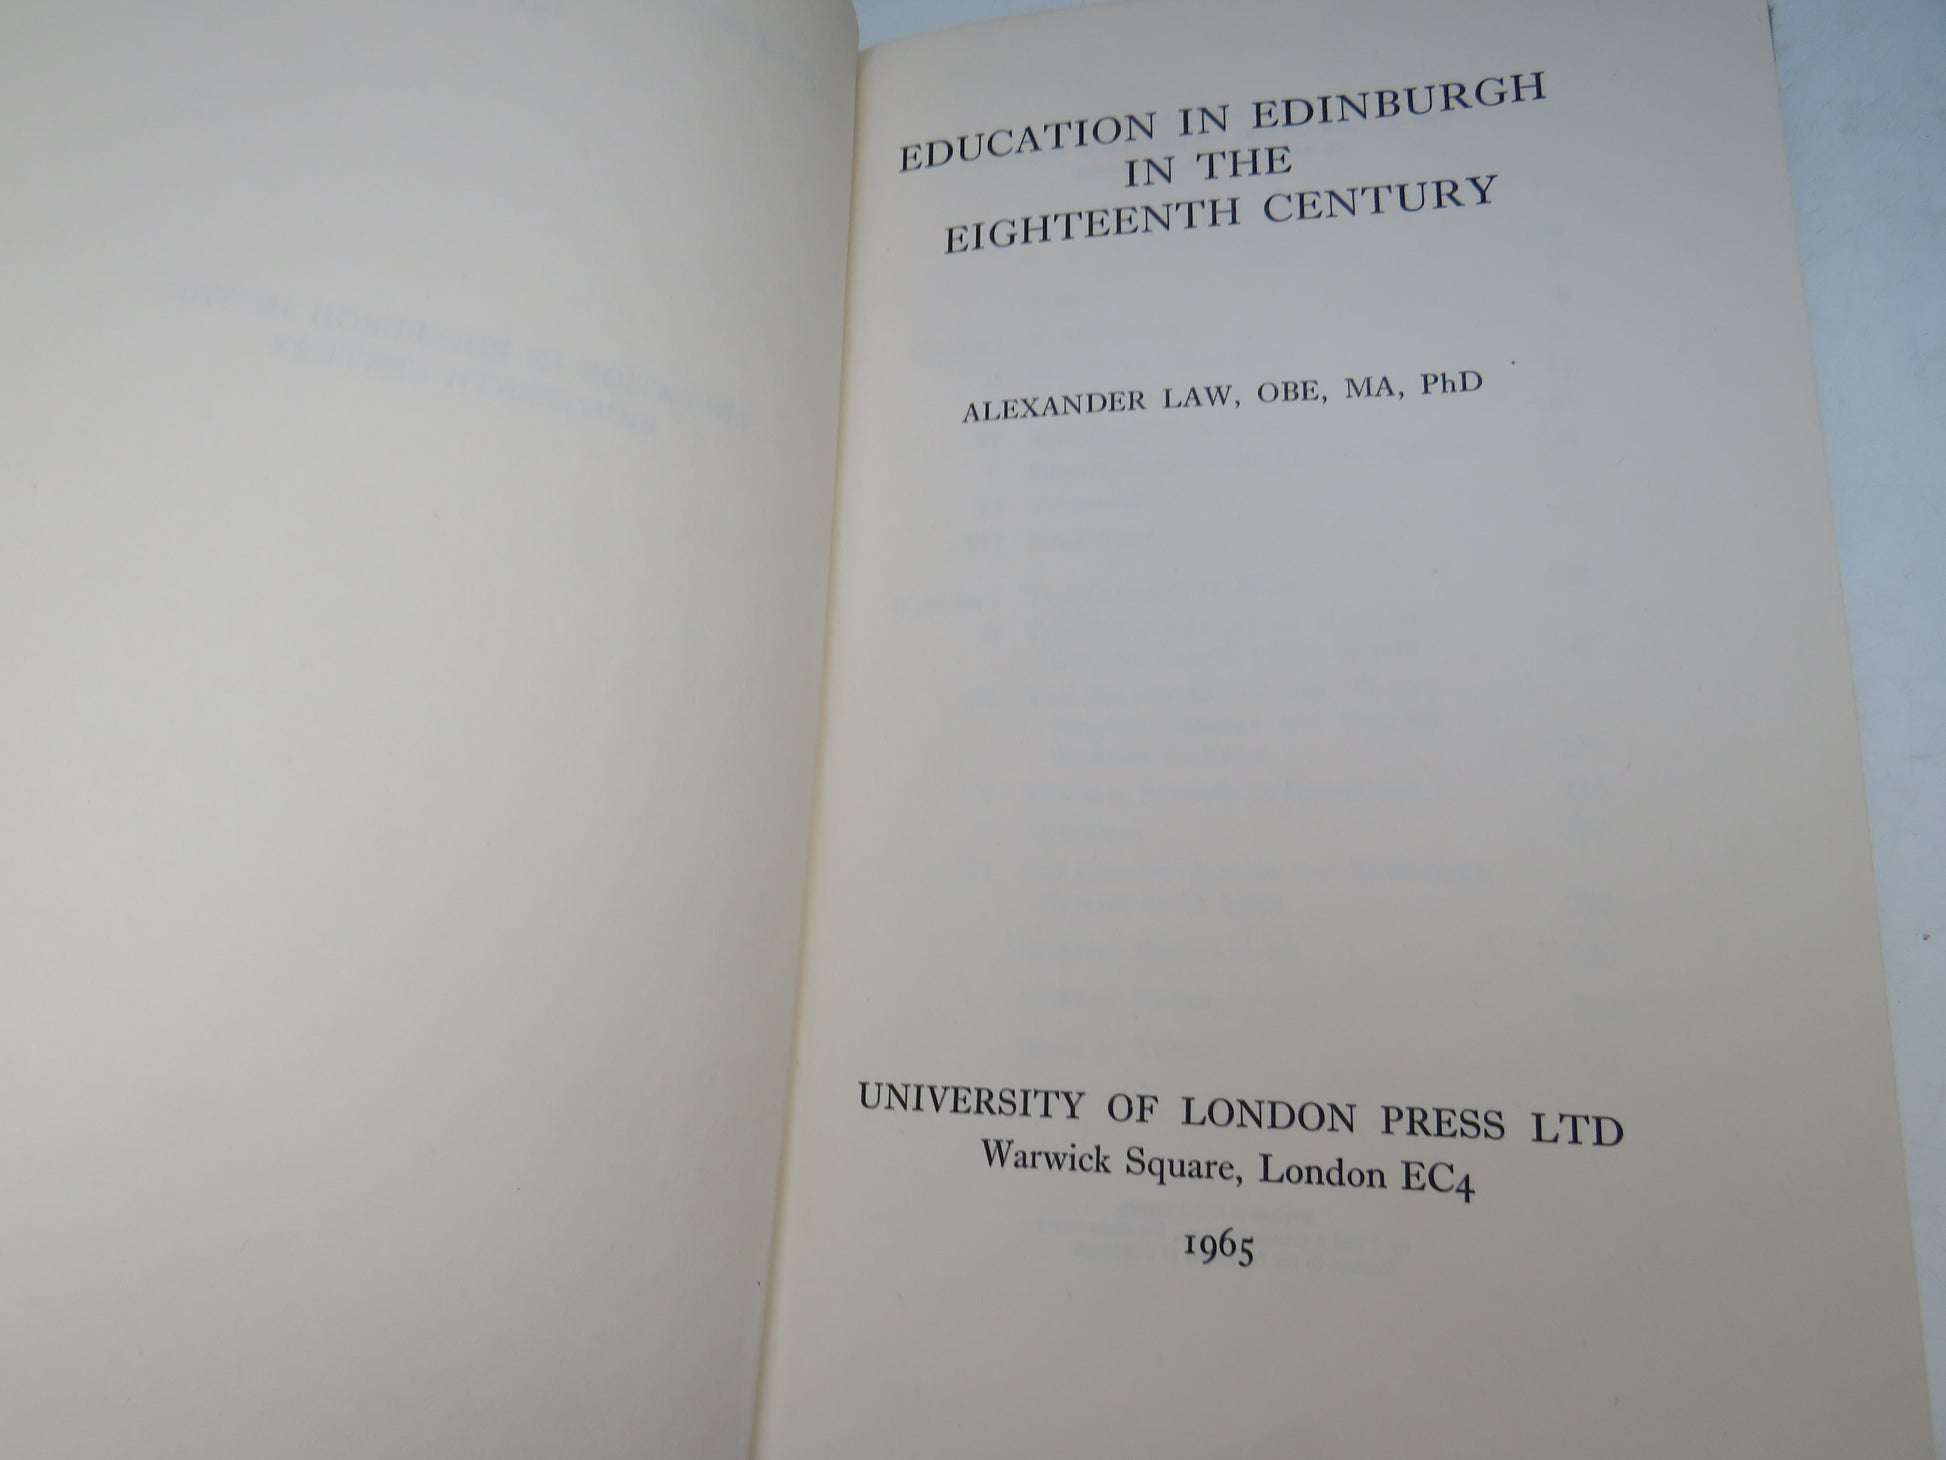 EDUCATION IN EDINBURGH
IN THE
EIGHTEENTH CENTURY
ALEXANDER LAW, OBE, MA, PhD
UNIVERSITY OF LONDON PRESS LTD
Warwick Square, London EC4
1965